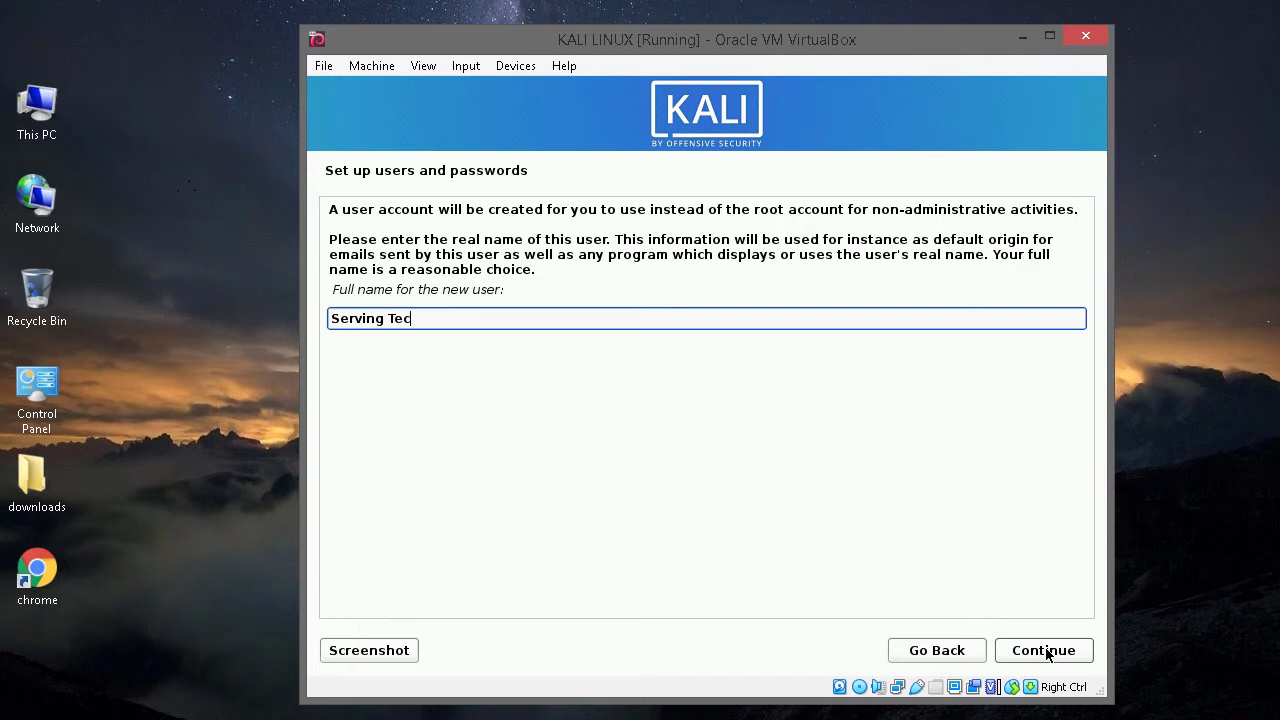 KALI LINUX [Running] - Oracle VM VirtualBox
File Machine View Input Devices Help
KALI
BY OFFENSIVE SECURITY
Set up users and passwords
A user account will be created for you to use instead of the root account for non-administrative activities.
Please enter the real name of this user. This information will be used for instance as default origin for
emails sent by this user as well as any program which displays or uses the user's real name. Your full
name is a reasonable choice.
Full name for the new user:
Serving Tec
Screenshot
Go Back
Continue
Right Ctrl
This PC
Network
Recycle Bin
Control
Panel
downloads
chrome